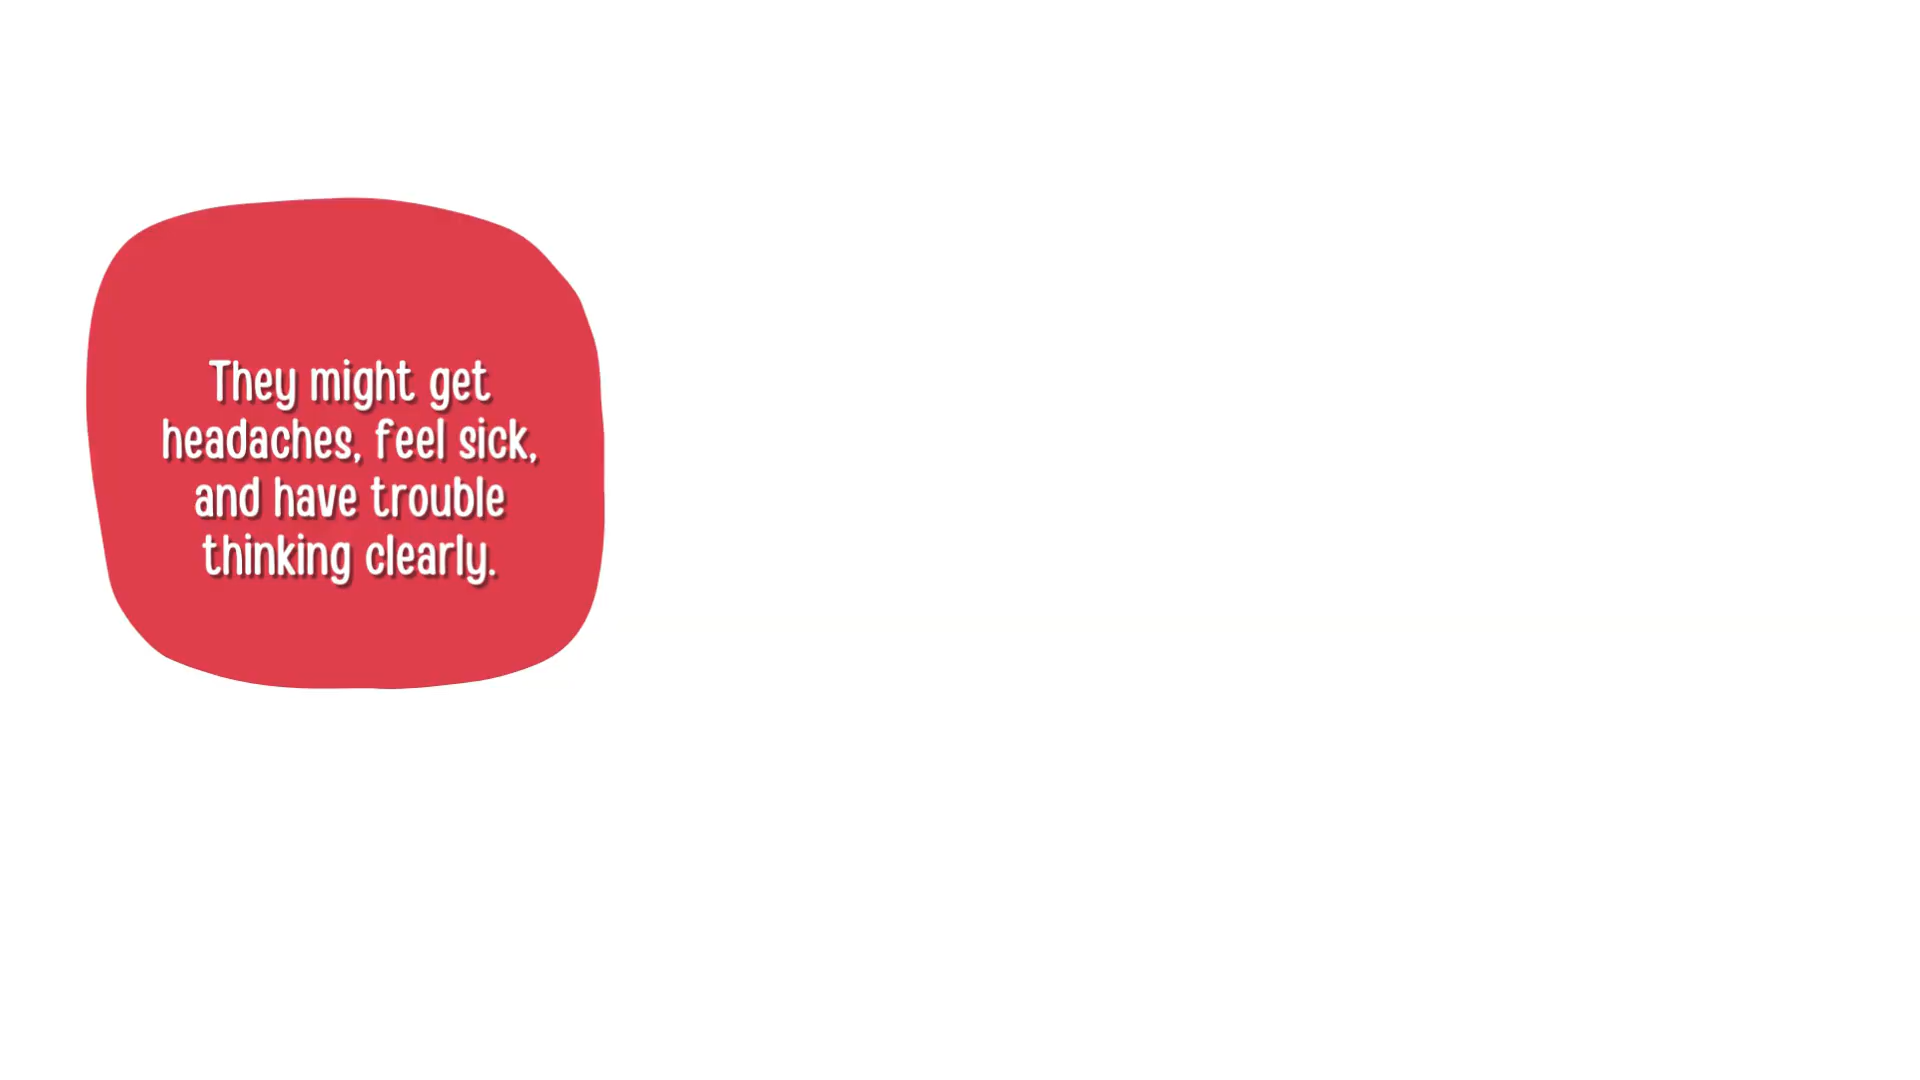 They might get
headaches, feel sick,
and have trouble
thinking clearly.